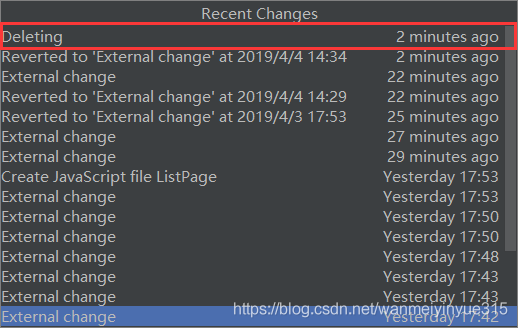 Recent Changes
Deleting 2 minutes ago
Reverted to 'External change' at 2019/4/4 14:34 2 minutes ago
External change 22 minutes ago
Reverted to 'External change' at 2019/4/4 14:29 22 minutes ago
Reverted to 'External change' at 2019/4/3 17:53 25 minutes ago
External change 27 minutes ago
External change 29 minutes ago
Create JavaScript file ListPage Yesterday 17:53
External change Yesterday 17:53
External change Yesterday 17:50
External change Yesterday 17:50
External change Yesterday 17:48
External change Yesterday 17:43
External change Yesterday 17:43
External change Yesterday 17:42
https://blog.csdn.net/wanmeiyinyue315